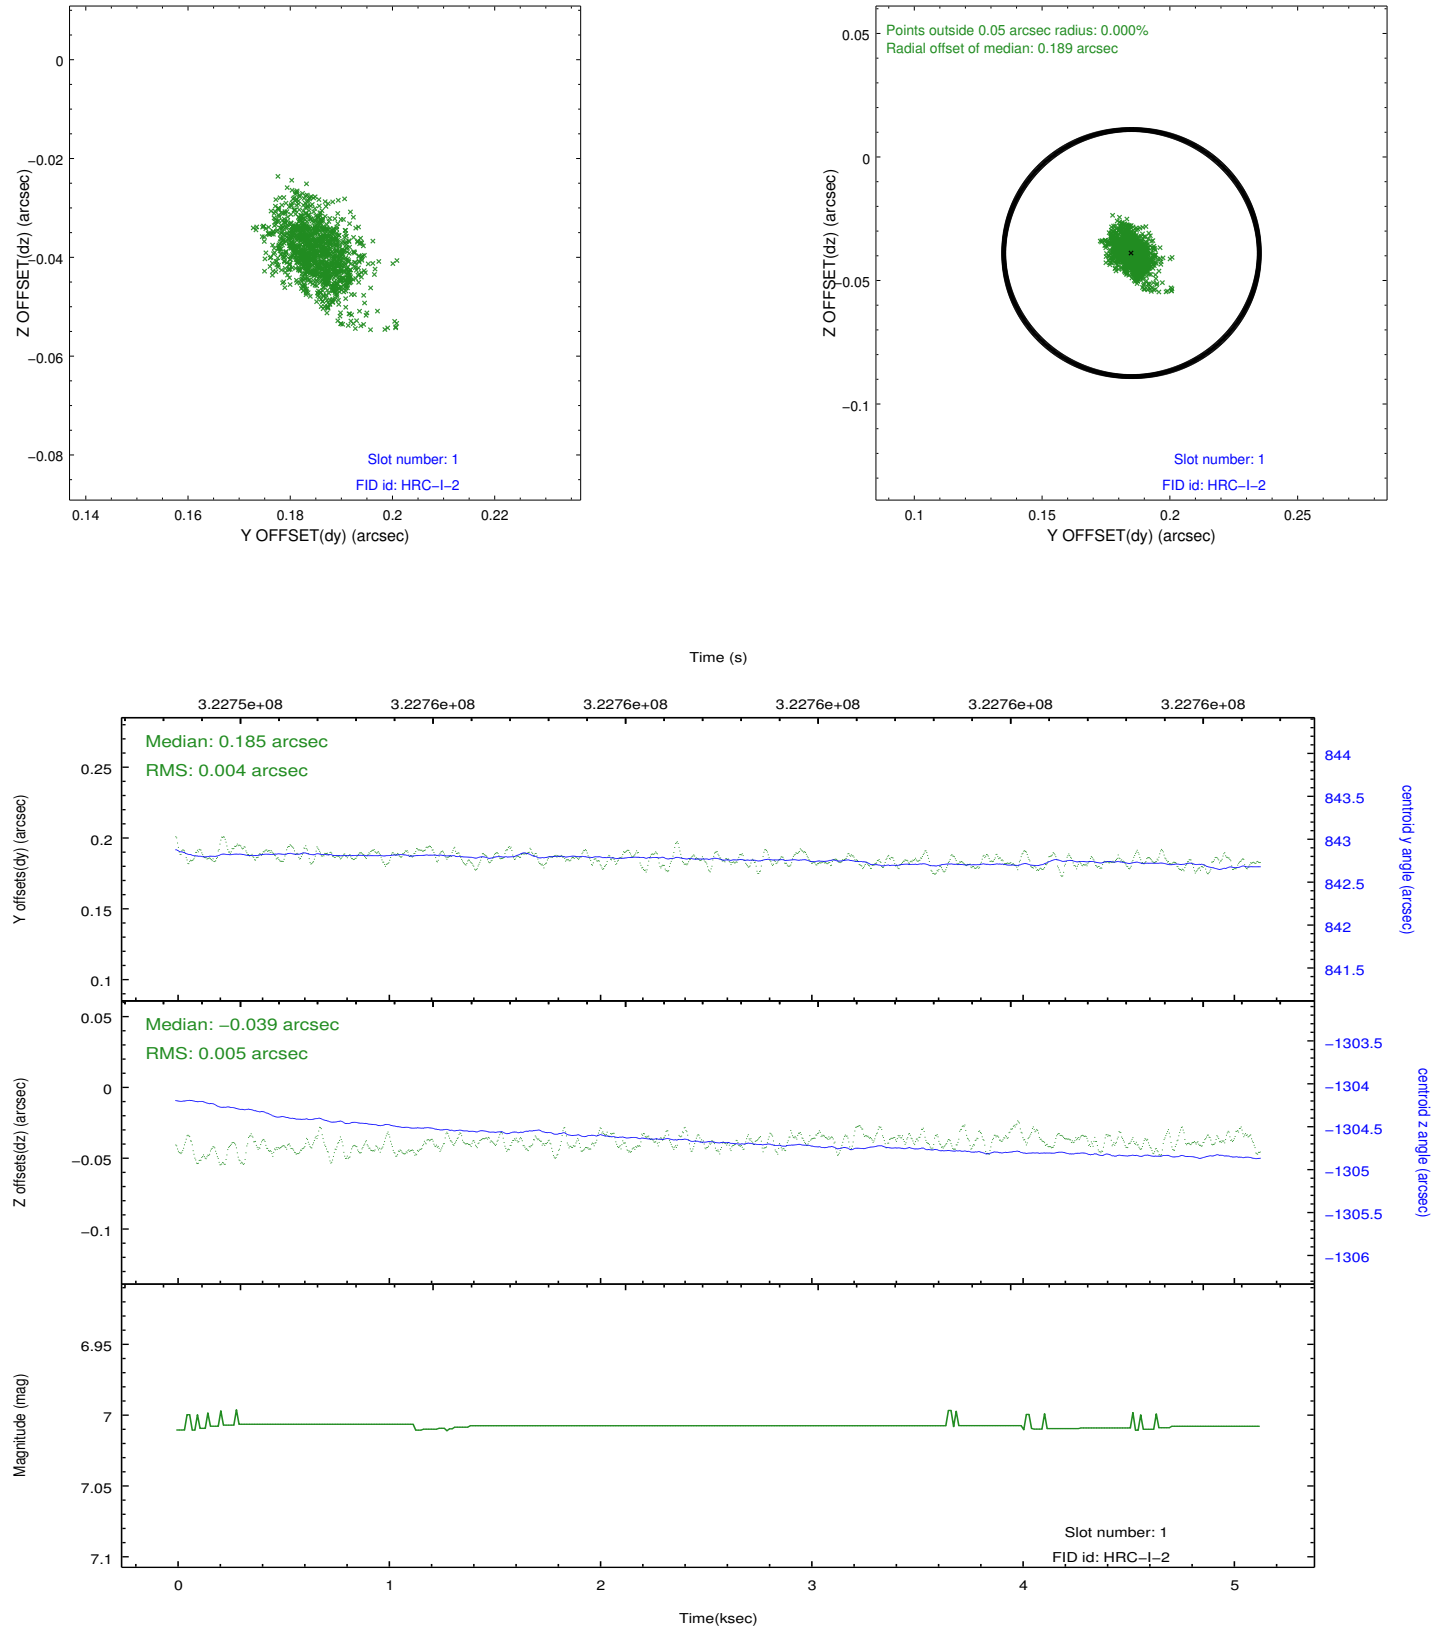 0
−0.02
−0.04
−0.06
−0.08
Z OFFSET(dz) (arcsec)
Slot number: 1
FID id: HRC−I−2
0.14 0.16 0.18 0.2 0.22
Y OFFSET(dy) (arcsec)
Points outside 0.05 arcsec radius: 0.000%
Radial offset of median: 0.189 arcsec
0.05
0
−0.05
−0.1
Z OFFSET(dz) (arcsec)
Slot number: 1
FID id: HRC−I−2
0.1 0.15 0.2 0.25
Y OFFSET(dy) (arcsec)
Time (s)
3.2275e+08 3.2276e+08 3.2276e+08 3.2276e+08 3.2276e+08 3.2276e+08
Median: 0.185 arcsec
RMS: 0.004 arcsec
0.25
0.2
0.15
0.1
Y offsets(dy) (arcsec)
844
843.5
843
842.5
842
841.5
centroid y angle (arcsec)
Median: −0.039 arcsec
RMS: 0.005 arcsec
0.05
0
−0.05
−0.1
Z offsets(dz) (arcsec)
−1303.5
−1304
−1304.5
−1305
−1305.5
−1306
centroid z angle (arcsec)
6.95
7
7.05
7.1
Magnitude (mag)
Slot number: 1
FID id: HRC−I−2
0 1 2 3 4 5
Time(ksec)